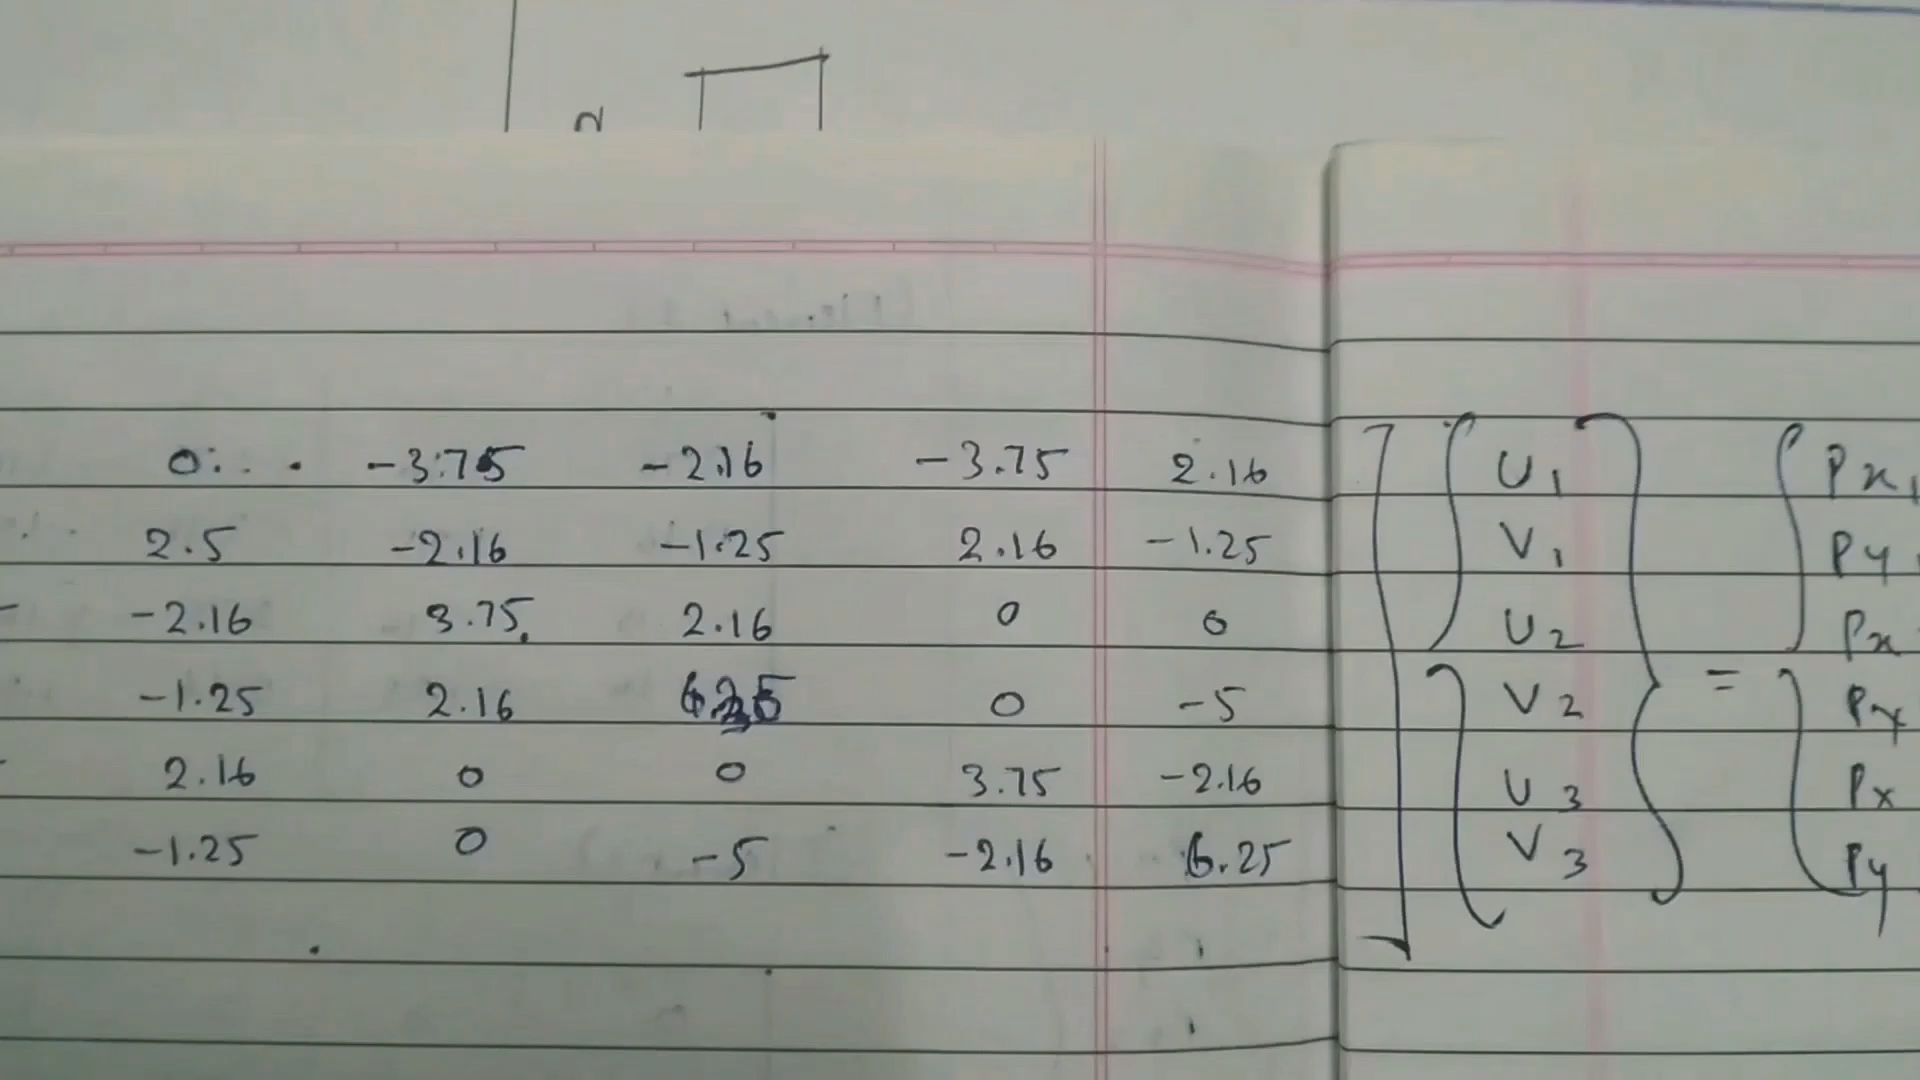 0 -3.75 -2.16 -3.75 2.16 U1 Px1
2.5 -2.16 -1.25 2.16 -1.25 V1 Py1
-2.16 3.75 2.16 0 0 U2 Px
-1.25 2.16 6.25 0 -5 V2 = Py
2.16 0 0 3.75 -2.16 U3 Px
-1.25 0 -5 -2.16 6.25 V3 Py